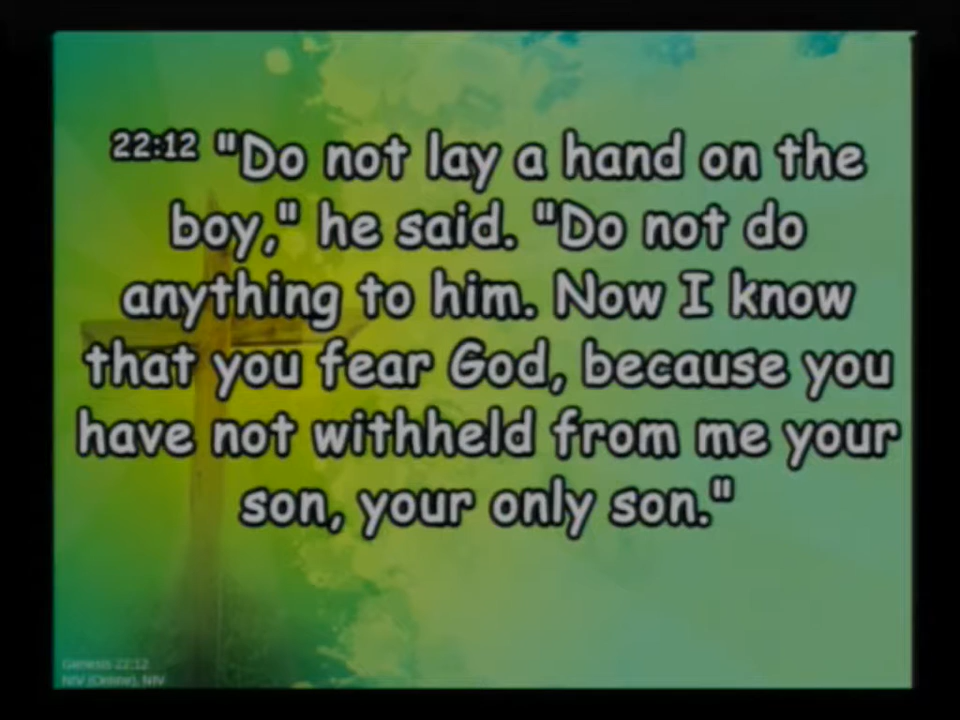 22:12 "Do not lay a hand on the
boy," he said. "Do not do
anything to him. Now I know
that you fear God, because you
have not withheld from me your
son, your only son."
Genesis 22:12
NIV (Online), NIV